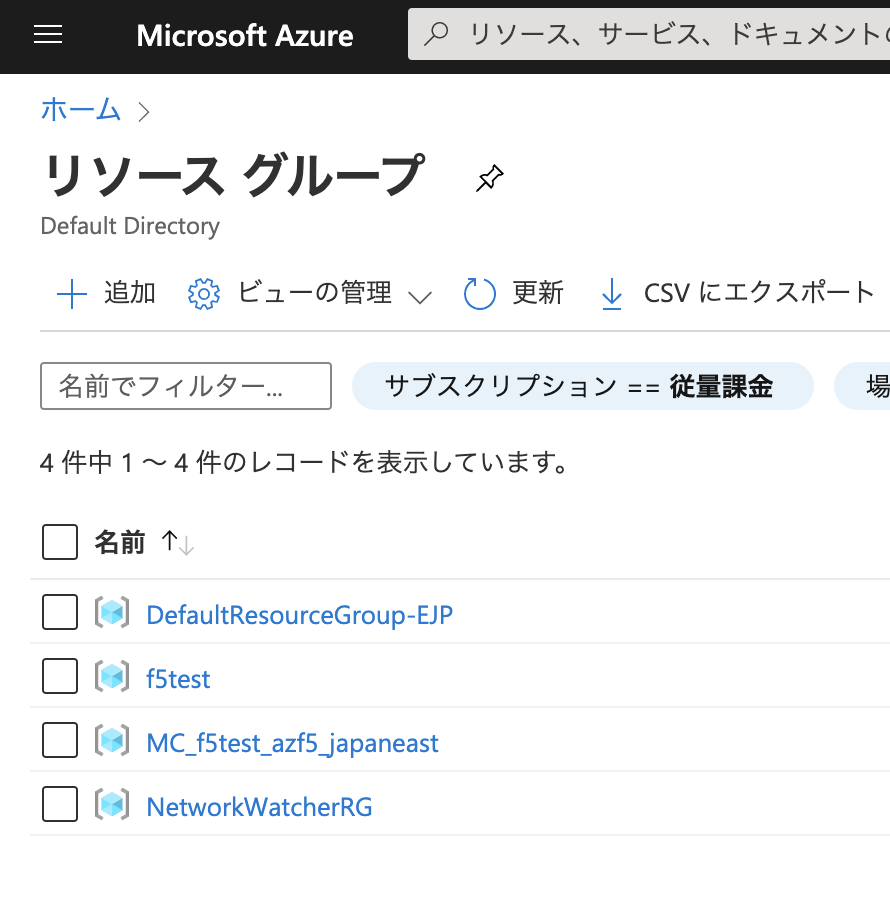 Microsoft Azure
リソース、サービス、ドキュメントの
ホーム
リソース グループ
Default Directory
追加 ビューの管理 更新 CSV にエクスポート
名前でフィルター... サブスクリプション == 従量課金 場
4 件中 1 ～ 4 件のレコードを表示しています。
名前 ↑↓
DefaultResourceGroup-EJP
f5test
MC_f5test_azf5_japaneast
NetworkWatcherRG